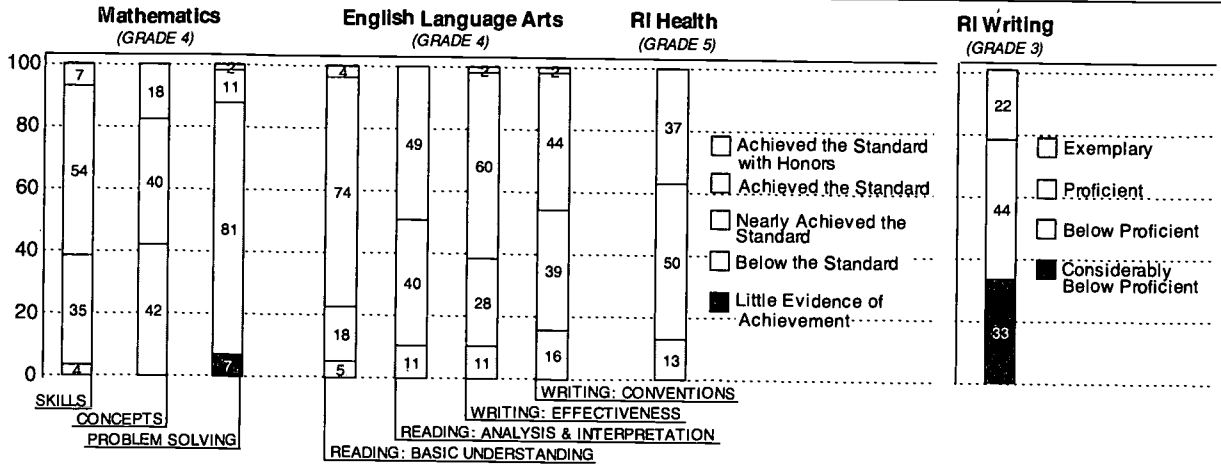 Mathematics
(GRADE 4)
English Language Arts
(GRADE 4)
RI Health
(GRADE 5)
RI Writing
(GRADE 3)
100
80
60
40
20
0
7
54
35
4
18
40
42
2
11
81
7
4
74
18
5
49
40
11
2
60
28
11
2
44
39
16
37
50
13
Achieved the Standard
with Honors
Achieved the Standard
Nearly Achieved the
Standard
Below the Standard
Little Evidence of
Achievement
22
44
33
Exemplary
Proficient
Below Proficient
Considerably
Below Proficient
SKILLS
CONCEPTS
PROBLEM SOLVING
WRITING: CONVENTIONS
WRITING: EFFECTIVENESS
READING: ANALYSIS & INTERPRETATION
READING: BASIC UNDERSTANDING